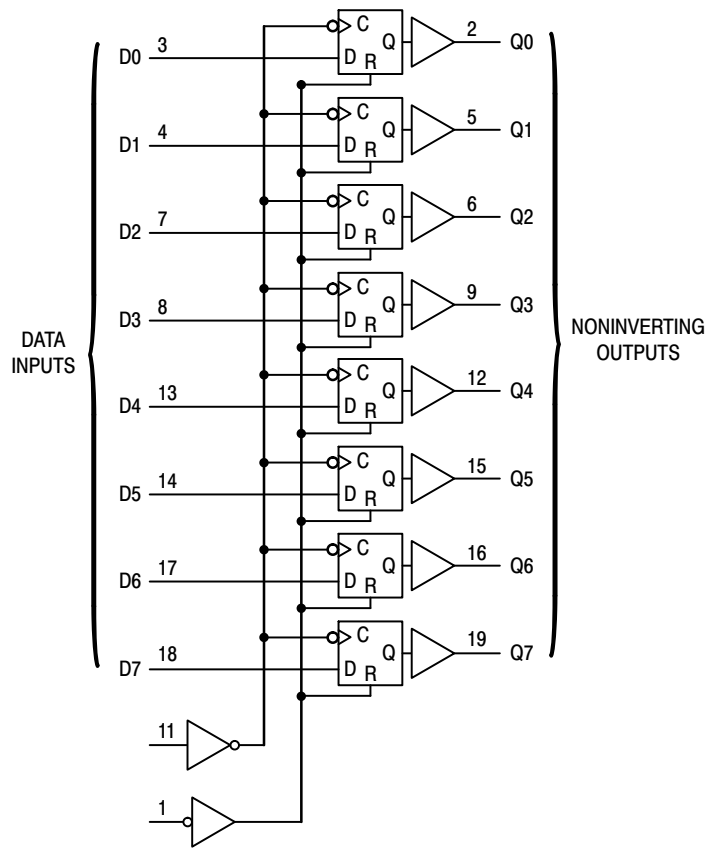 C
2
D0
3
D
R
Q
Q0
C
5
D1
4
D
R
Q
Q1
C
6
D2
7
D
R
Q
Q2
C
9
D3
8
D
R
Q
Q3
DATA
INPUTS
NONINVERTING
OUTPUTS
C
12
D4
13
D
R
Q
Q4
C
15
D5
14
D
R
Q
Q5
C
16
D6
17
D
R
Q
Q6
C
19
D7
18
D
R
Q
Q7
11
1